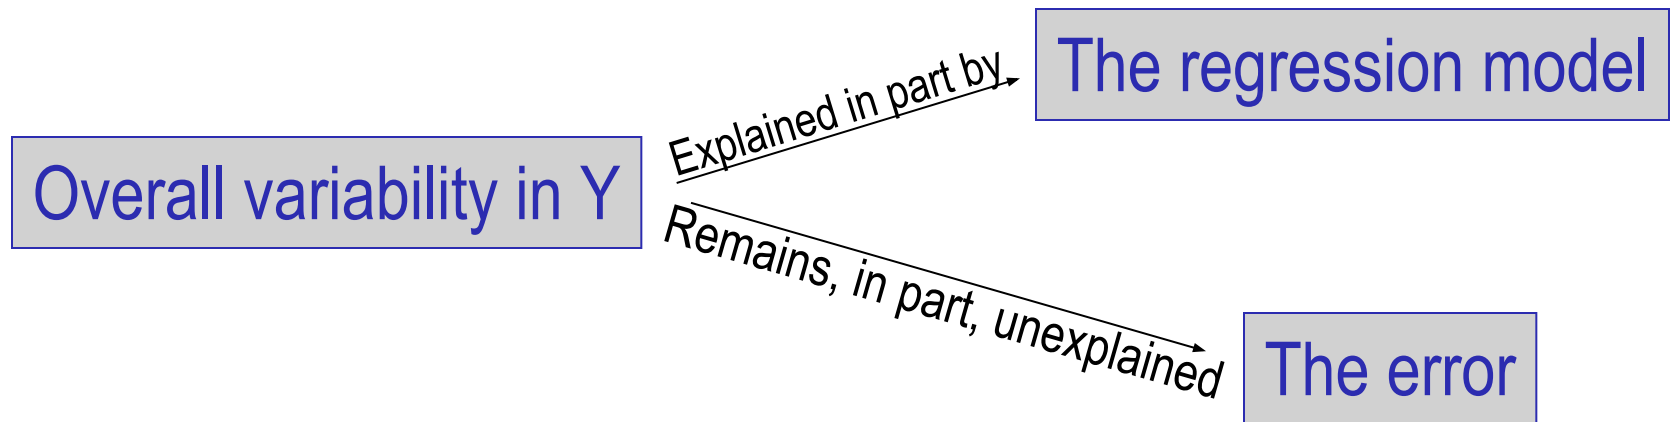 The regression model
Explained in part by
Overall variability in Y
Remains, in part, unexplained
The error